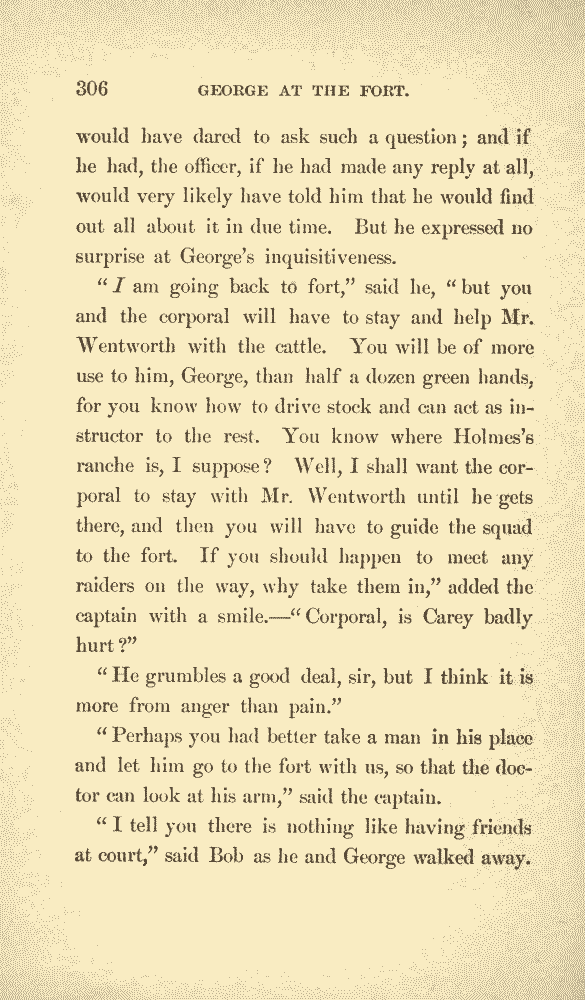 306 GEORGE AT THE FORT.
would have dared to ask such a question; and if
he had, the officer, if he had made any reply at all,
would very likely have told him that he would find
out all about it in due time. But he expressed no
surprise at George's inquisitiveness.
"I am going back to fort," said he, "but you
and the corporal will have to stay and help Mr.
Wentworth with the cattle. You will be of more
use to him, George, than half a dozen green hands,
for you know how to drive stock and can act as in-
structor to the rest. You know where Holmes's
ranche is, I suppose? Well, I shall want the cor-
poral to stay with Mr. Wentworth until he gets
there, and then you will have to guide the squad
to the fort. If you should happen to meet any
raiders on the way, why take them in," added the
captain with a smile.—"Corporal, is Carey badly
hurt?"
"He grumbles a good deal, sir, but I think it is
more from anger than pain."
"Perhaps you had better take a man in his place
and let him go to the fort with us, so that the doc-
tor can look at his arm," said the captain.
"I tell you there is nothing like having friends
at court," said Bob as he and George walked away.